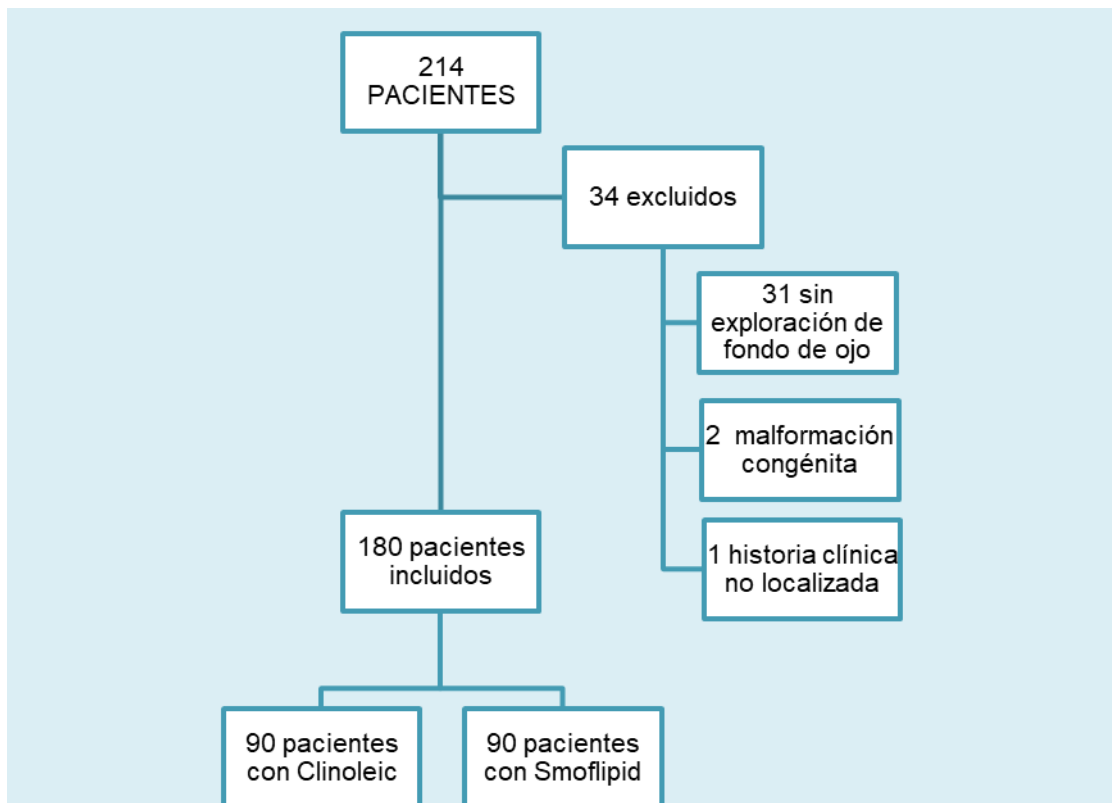 214
PACIENTES
34 excluidos
31 sin
exploración de
fondo de ojo
2 malformación
congénita
1 historia clínica
no localizada
180 pacientes
incluidos
90 pacientes
con Clinoleic
90 pacientes
con Smoflipid